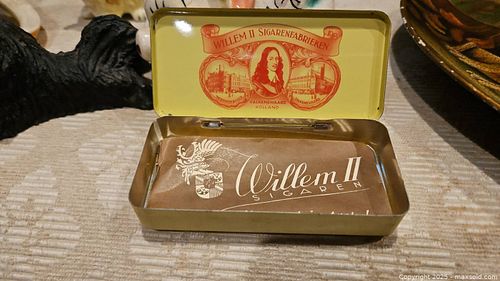 WILLEM II SIGARENFABRIEKEN
VALKENSWAARD
HOLLAND
Willem II
SIGAREN
Copyright 2025 - maxsold.com